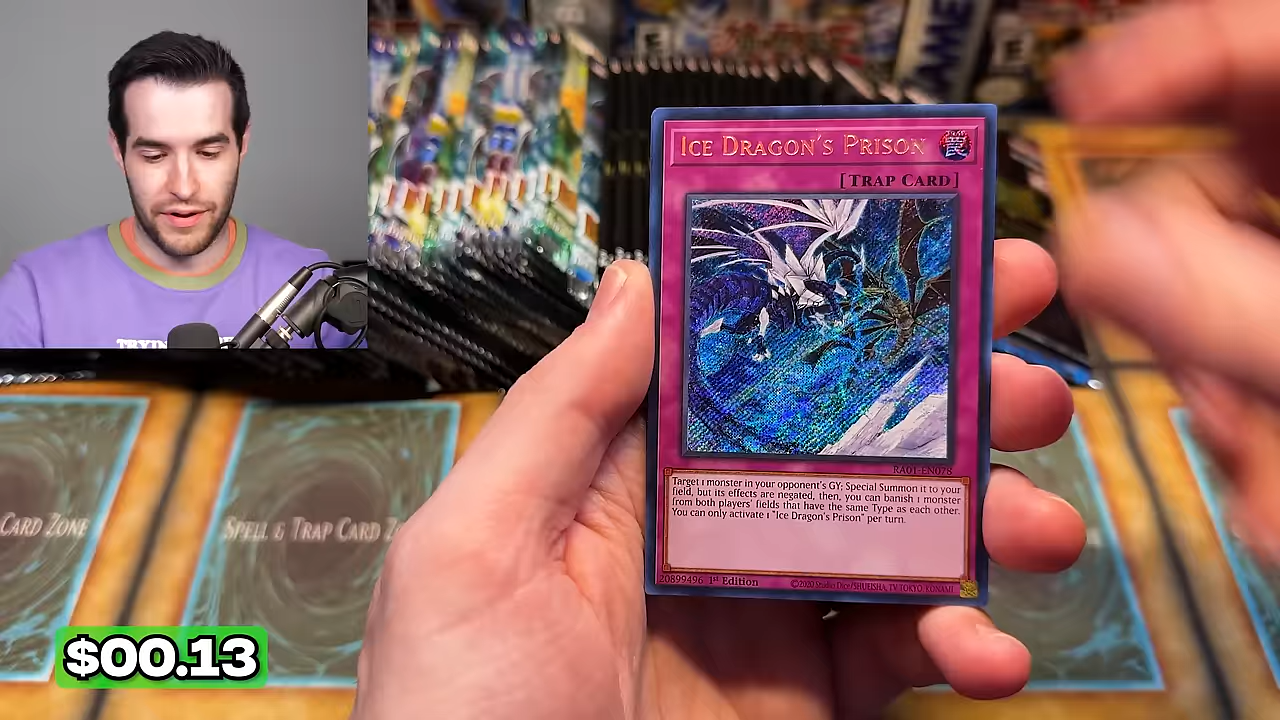 ICE DRAGON'S PRISON
罠
[TRAP CARD]
RA01-EN078
Target 1 monster in your opponent's GY; Special Summon it to your
field, but its effects are negated, then, you can banish 1 monster
from both players' fields that have the same Type as each other.
You can only activate 1 "Ice Dragon's Prison" per turn.
20899496 1st Edition
©2020 Studio Dice/SHUEISHA, TV TOKYO, KONAMI
CARD ZONE
SPELL & TRAP CARD
$00.13
E
GAME
E